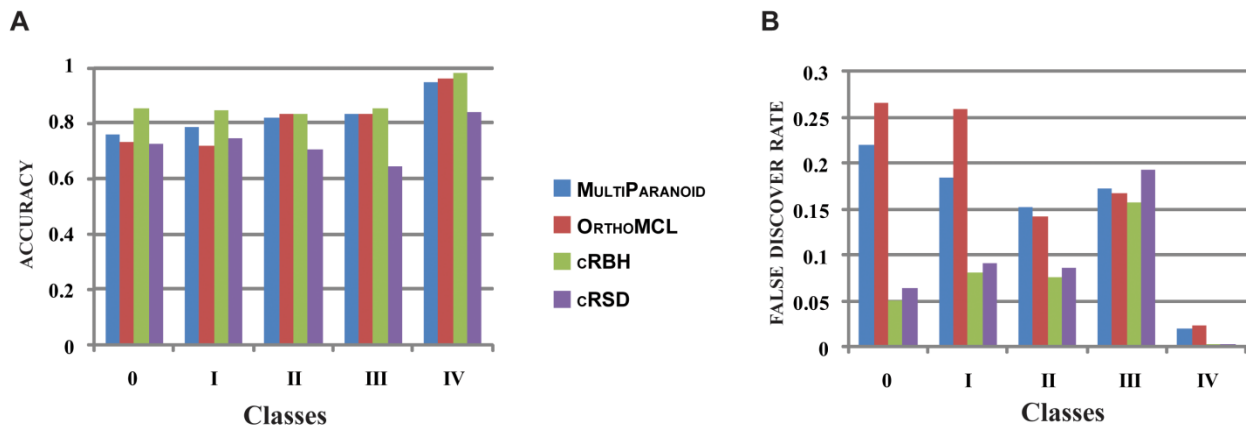 A
1
0.8
0.6
0.4
0.2
0
ACCURACY
0 I II III IV
Classes
MULTIPARANOID
ORTHOMCL
CRBH
CRSD
B
0.3
0.25
0.2
0.15
0.1
0.05
0
FALSE DISCOVER RATE
0 I II III IV
Classes